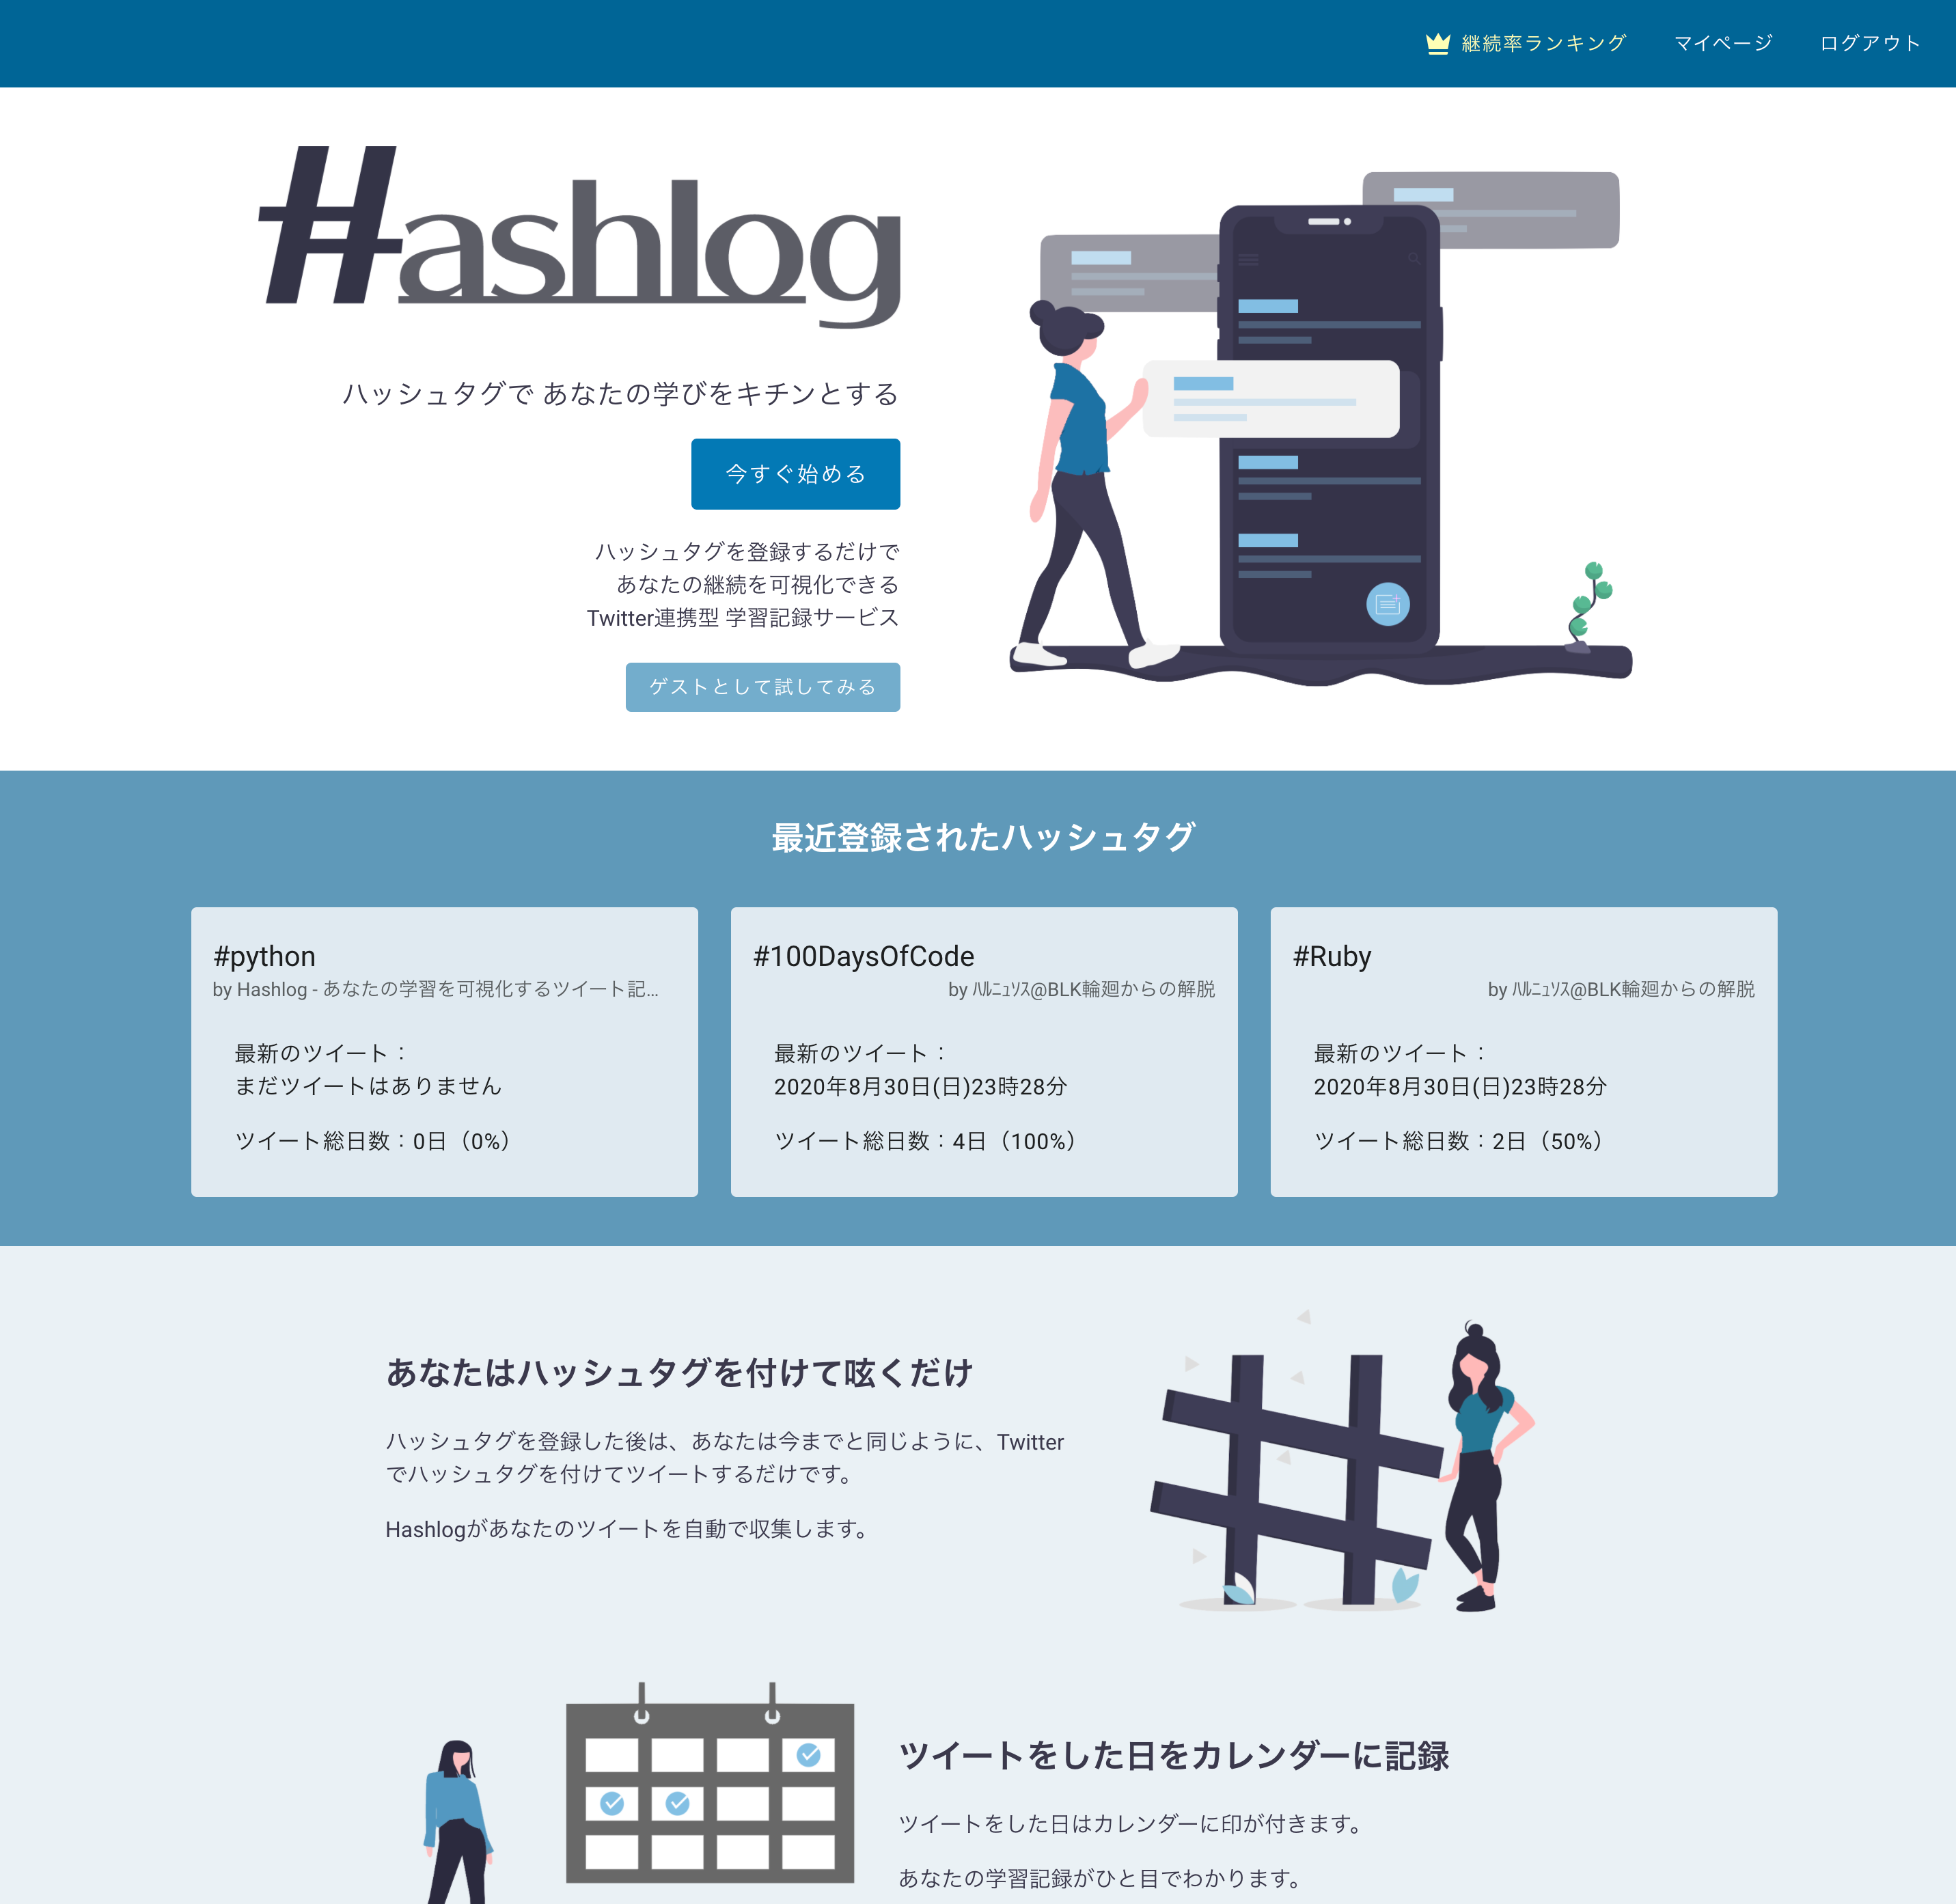 継続率ランキング
マイページ
ログアウト
Hashlog
ハッシュタグで あなたの学びをキチンとする
今すぐ始める
ハッシュタグを登録するだけで
あなたの継続を可視化できる
Twitter連携型 学習記録サービス
ゲストとして試してみる
最近登録されたハッシュタグ
#python
by Hashlog - あなたの学習を可視化するツイート記...
最新のツイート：
まだツイートはありません
ツイート総日数：0日（0%）
#100DaysOfCode
by ﾊﾙﾆｭｿｽ@BLK輪廻からの解脱
最新のツイート：
2020年8月30日(日)23時28分
ツイート総日数：4日（100%）
#Ruby
by ﾊﾙﾆｭｿｽ@BLK輪廻からの解脱
最新のツイート：
2020年8月30日(日)23時28分
ツイート総日数：2日（50%）
あなたはハッシュタグを付けて呟くだけ
ハッシュタグを登録した後は、あなたは今までと同じように、Twitter
でハッシュタグを付けてツイートするだけです。
Hashlogがあなたのツイートを自動で収集します。
ツイートをした日をカレンダーに記録
ツイートをした日はカレンダーに印が付きます。
あなたの学習記録がひと目でわかります。